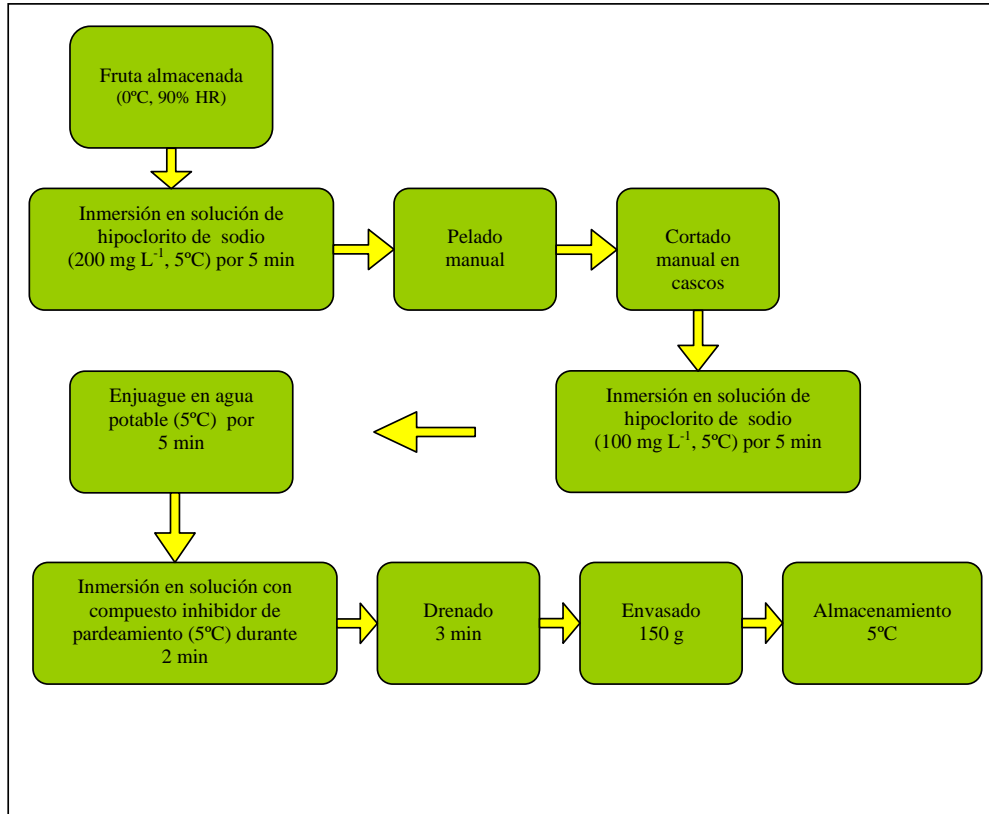 Fruta almacenada
(0ºC, 90% HR)
Inmersión en solución de
hipoclorito de sodio
(200 mg L-1, 5ºC) por 5 min
Pelado
manual
Cortado
manual en
cascos
Inmersión en solución de
hipoclorito de sodio
(100 mg L-1, 5ºC) por 5 min
Enjuague en agua
potable (5ºC) por
5 min
Inmersión en solución con
compuesto inhibidor de
pardeamiento (5ºC) durante
2 min
Drenado
3 min
Envasado
150 g
Almacenamiento
5ºC